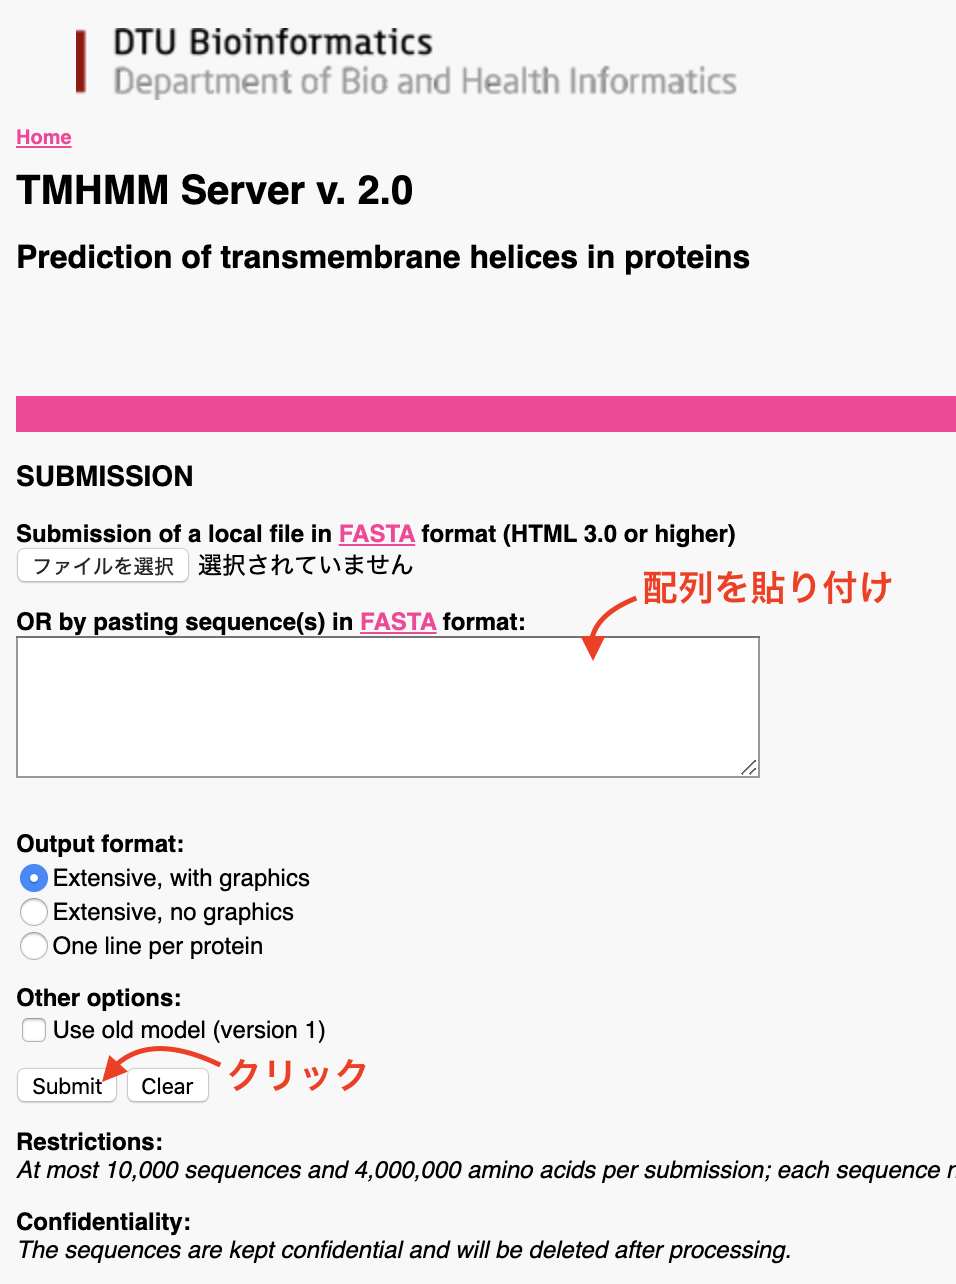 DTU Bioinformatics
Department of Bio and Health Informatics
Home
TMHMM Server v. 2.0
Prediction of transmembrane helices in proteins
SUBMISSION
Submission of a local file in FASTA format (HTML 3.0 or higher)
ファイルを選択 選択されていません
配列を貼り付け
OR by pasting sequence(s) in FASTA format:
Output format:
Extensive, with graphics
Extensive, no graphics
One line per protein
Other options:
Use old model (version 1)
クリック
Submit Clear
Restrictions:
At most 10,000 sequences and 4,000,000 amino acids per submission; each sequence
Confidentiality:
The sequences are kept confidential and will be deleted after processing.